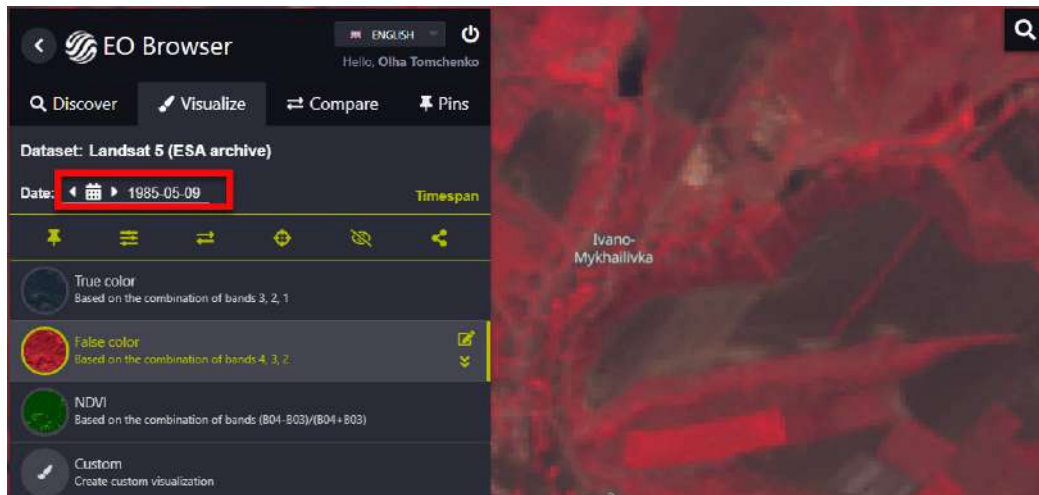 EO Browser
ENGLISH
Hello, Olha Tomchenko
Discover
Visualize
Compare
Pins
Dataset: Landsat 5 (ESA archive)
Date: 1985-05-09
Timespan
True color
Based on the combination of bands 3, 2, 1
False color
Based on the combination of bands 4, 3, 2
NDVI
Based on the combination of bands (B04-B03)/(B04+B03)
Custom
Create custom visualization
Ivano-
Mykhailivka